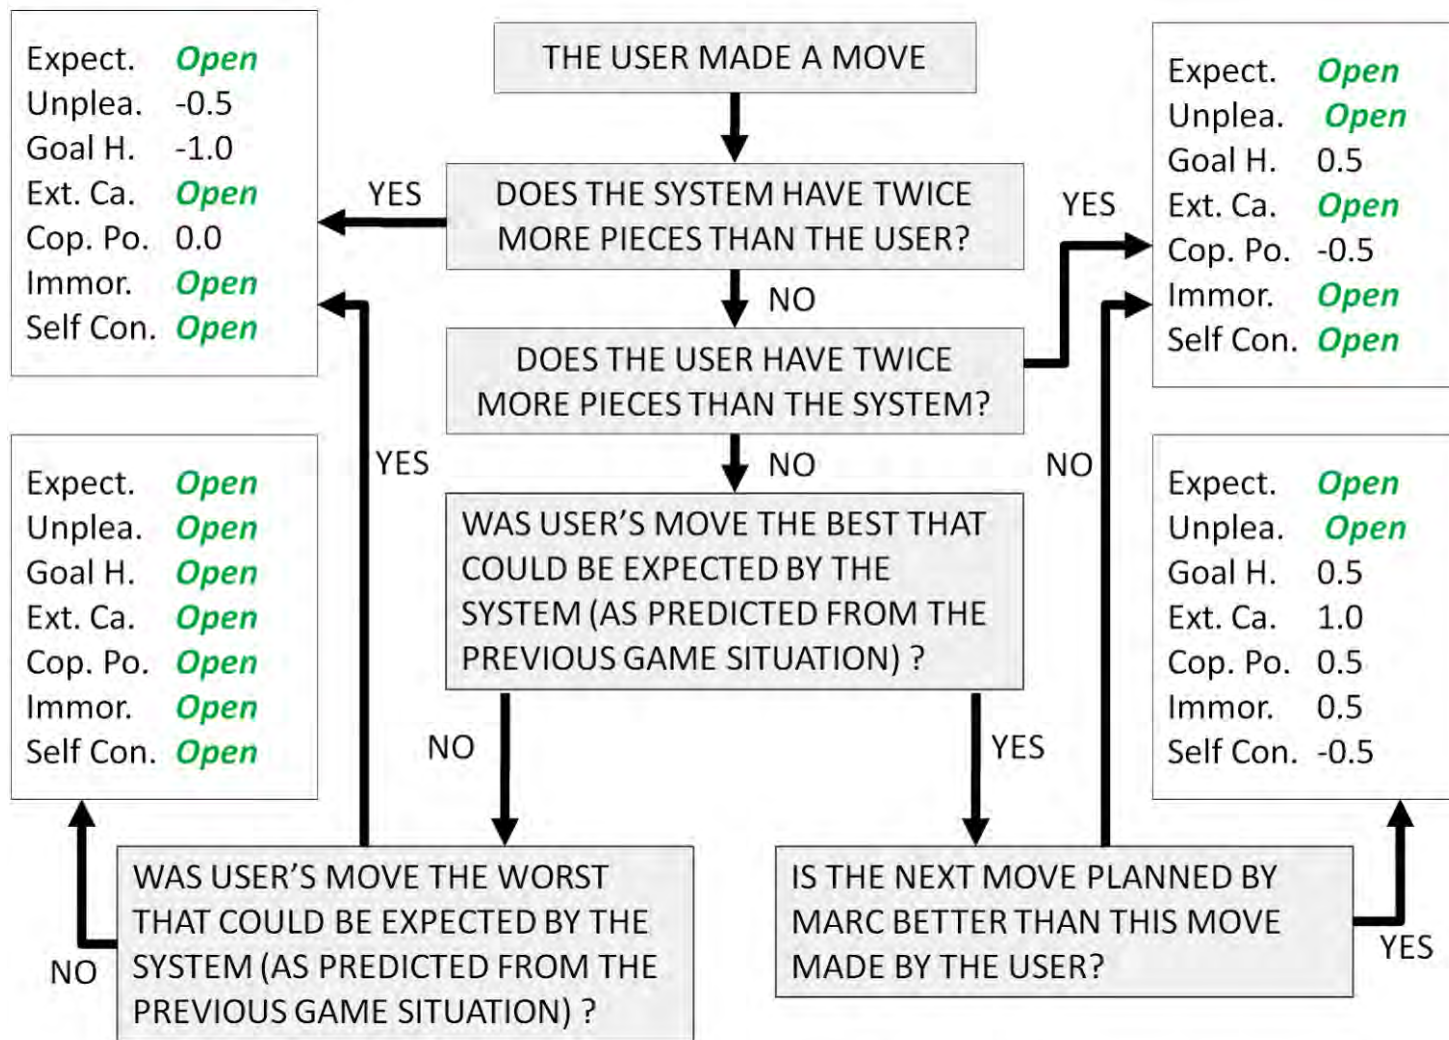 THE USER MADE A MOVE
Expect. Open
Unplea. -0.5
Goal H. -1.0
Ext. Ca. Open
Cop. Po. 0.0
Immor. Open
Self Con. Open
Expect. Open
Unplea. Open
Goal H. 0.5
Ext. Ca. Open
Cop. Po. -0.5
Immor. Open
Self Con. Open
YES
DOES THE SYSTEM HAVE TWICE
MORE PIECES THAN THE USER?
YES
NO
DOES THE USER HAVE TWICE
MORE PIECES THAN THE SYSTEM?
YES
NO
NO
Expect. Open
Unplea. Open
Goal H. Open
Ext. Ca. Open
Cop. Po. Open
Immor. Open
Self Con. Open
WAS USER'S MOVE THE BEST THAT
COULD BE EXPECTED BY THE
SYSTEM (AS PREDICTED FROM THE
PREVIOUS GAME SITUATION) ?
Expect. Open
Unplea. Open
Goal H. 0.5
Ext. Ca. 1.0
Cop. Po. 0.5
Immor. 0.5
Self Con. -0.5
NO
YES
WAS USER'S MOVE THE WORST
THAT COULD BE EXPECTED BY THE
SYSTEM (AS PREDICTED FROM THE
PREVIOUS GAME SITUATION) ?
NO
IS THE NEXT MOVE PLANNED BY
MARC BETTER THAN THIS MOVE
MADE BY THE USER?
YES